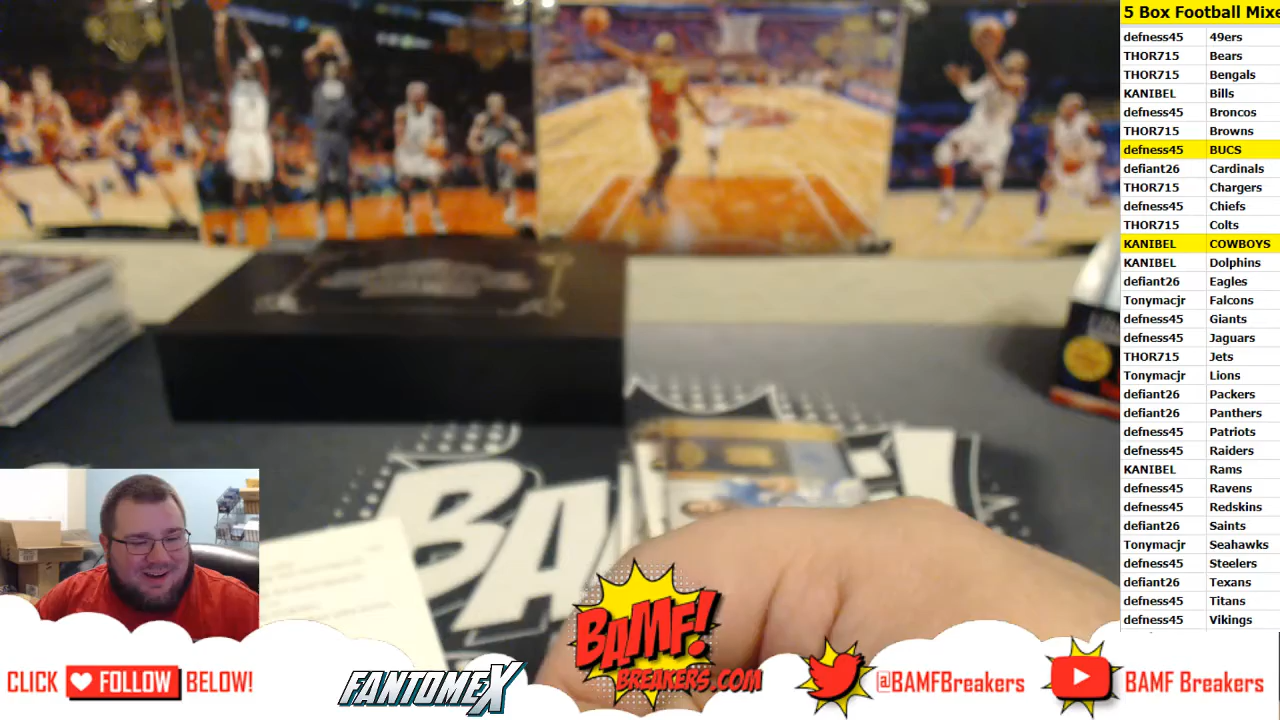 5 Box Football Mixe
defness45 49ers
THOR715 Bears
THOR715 Bengals
KANIBEL Bills
defness45 Broncos
THOR715 Browns
defness45 BUCS
defiant26 Cardinals
THOR715 Chargers
defness45 Chiefs
THOR715 Colts
KANIBEL COWBOYS
KANIBEL Dolphins
defiant26 Eagles
Tonymacjr Falcons
defness45 Giants
defness45 Jaguars
THOR715 Jets
Tonymacjr Lions
defiant26 Packers
defiant26 Panthers
defness45 Patriots
defness45 Raiders
KANIBEL Rams
defness45 Ravens
defness45 Redskins
defiant26 Saints
Tonymacjr Seahawks
defness45 Steelers
defiant26 Texans
defness45 Titans
defness45 Vikings
BA
CLICK FOLLOW BELOW!
FANTOMEX
BAMF!
BREAKERS.COM
@BAMFBreakers
BAMF Breakers